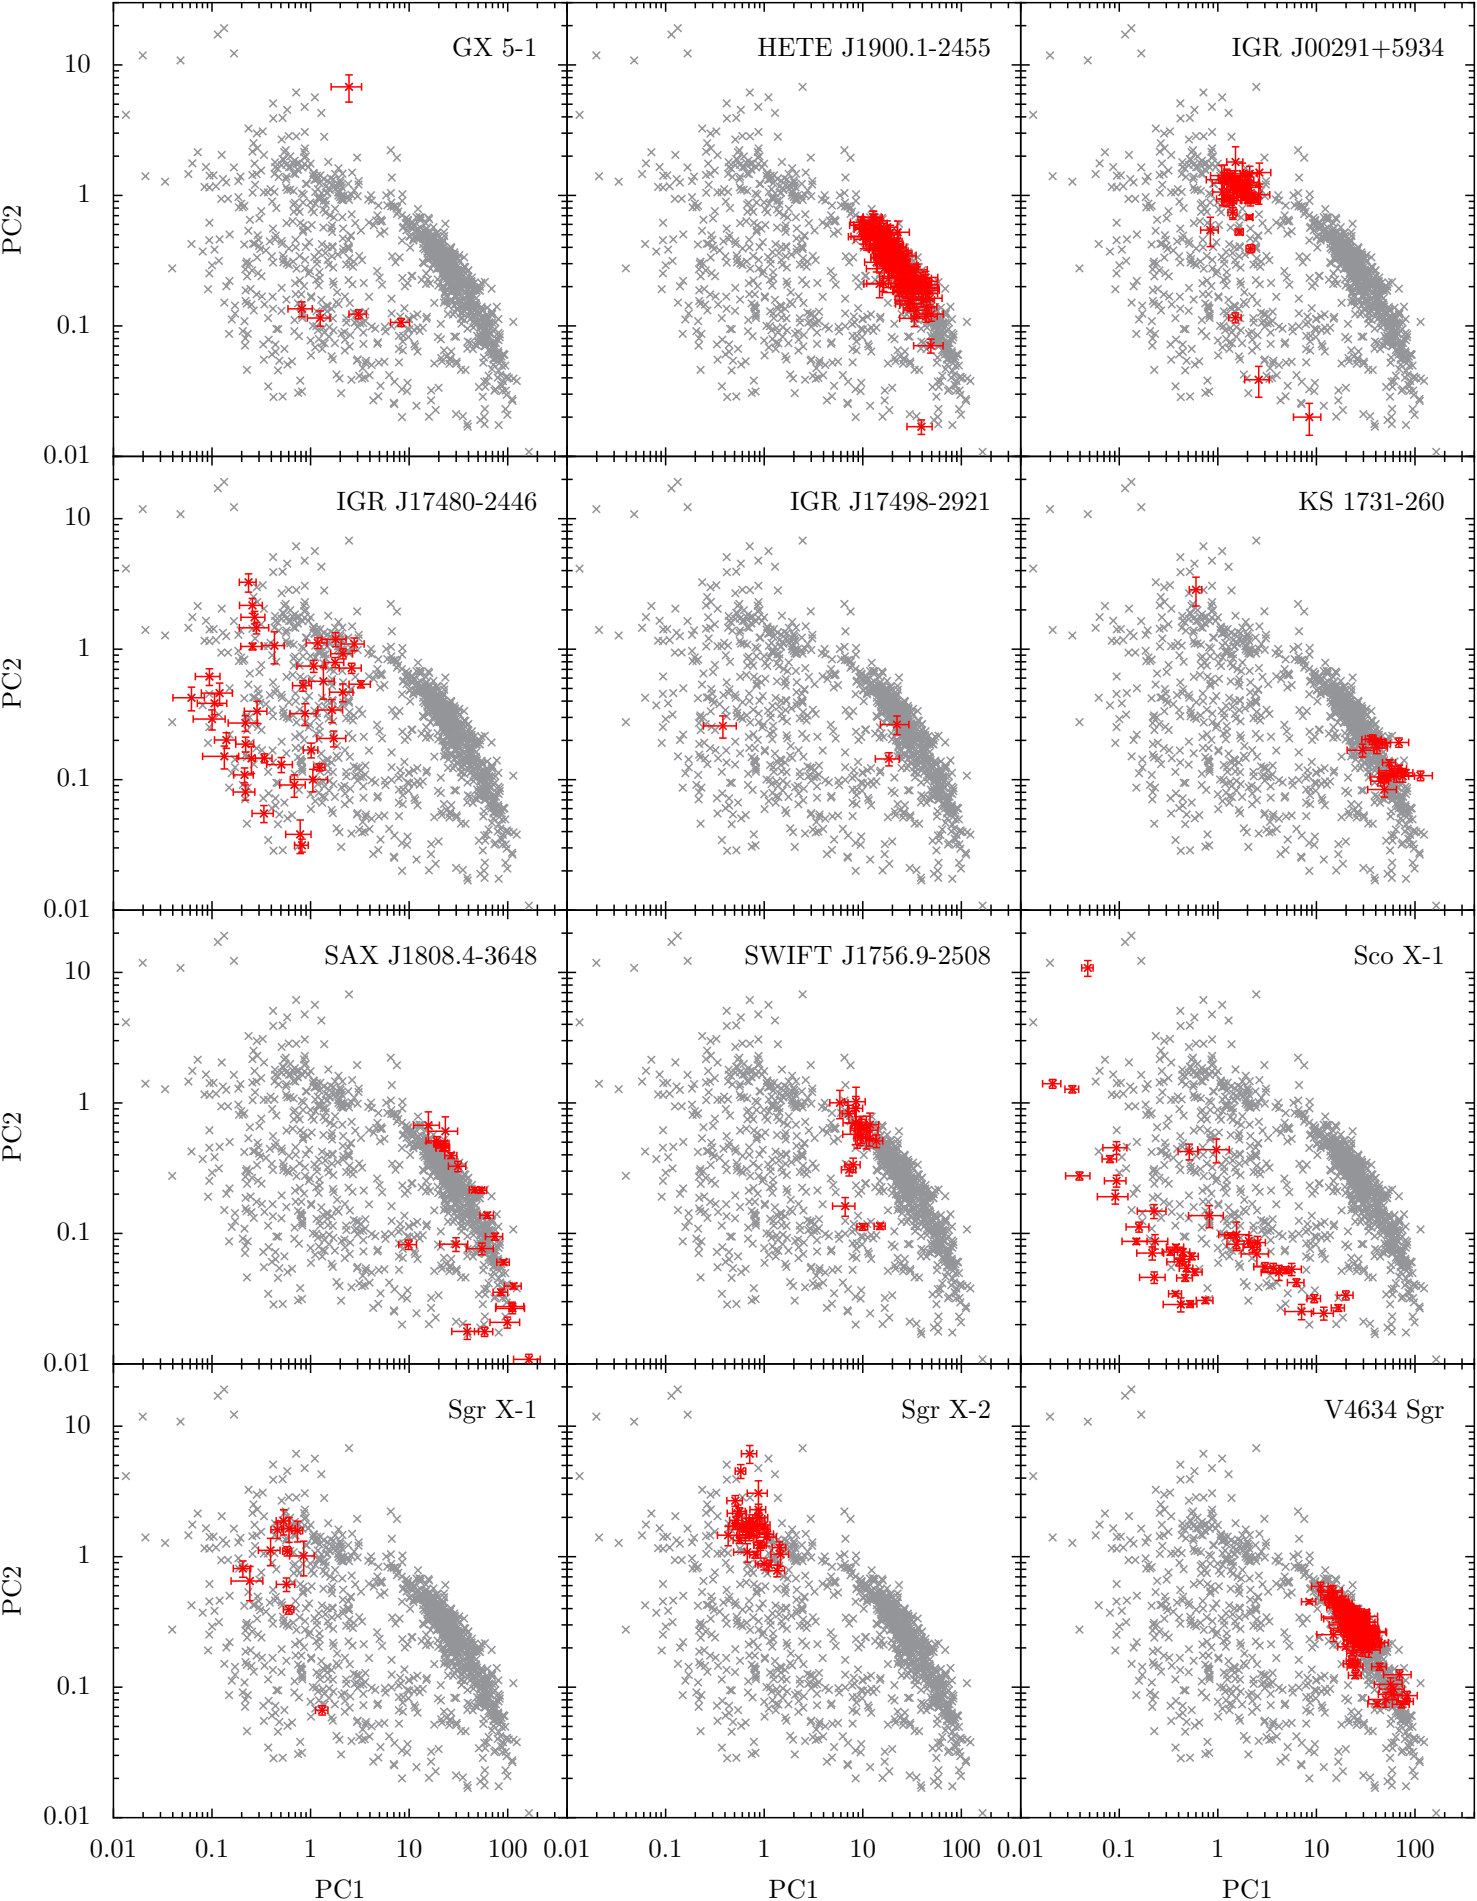 GX 5-1 HETE J1900.1-2455 IGR J00291+5934
10
1
PC2
0.1
0.01
IGR J17480-2446 IGR J17498-2921 KS 1731-260
10
1
PC2
0.1
0.01
SAX J1808.4-3648 SWIFT J1756.9-2508 Sco X-1
10
1
PC2
0.1
0.01
Sgr X-1 Sgr X-2 V4634 Sgr
10
1
PC2
0.1
0.01
0.01 0.1 1 10 100 0.01 0.1 1 10 100 0.01 0.1 1 10 100
PC1 PC1 PC1